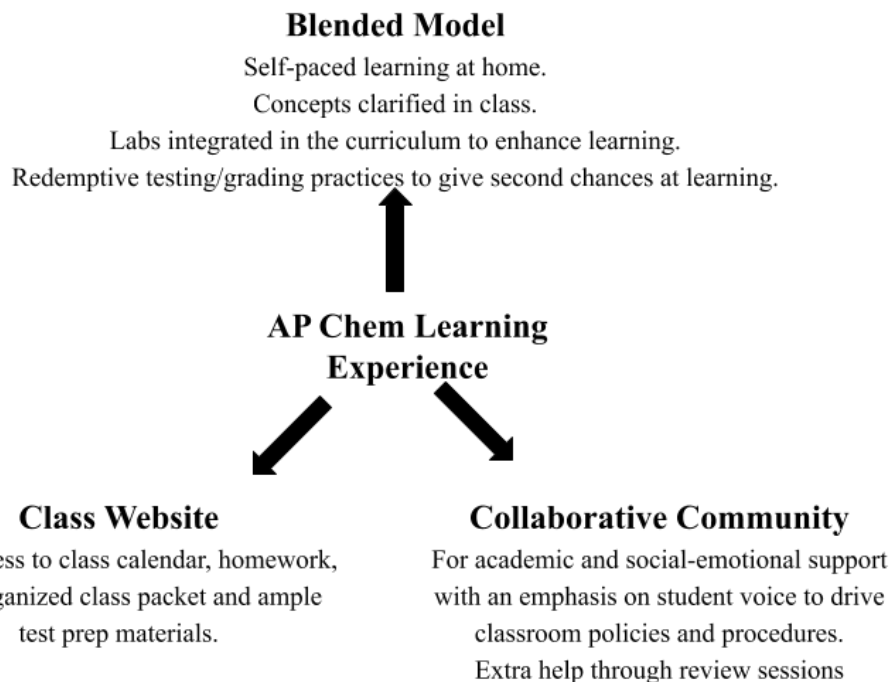 Blended Model
Self-paced learning at home.
Concepts clarified in class.
Labs integrated in the curriculum to enhance learning.
Redemptive testing/grading practices to give second chances at learning.
AP Chem Learning
Experience
Class Website
to class calendar, homework,
class packet and ample
test prep materials.
Collaborative Community
For academic and social-emotional support
with an emphasis on student voice to drive
classroom policies and procedures.
Extra help through review sessions